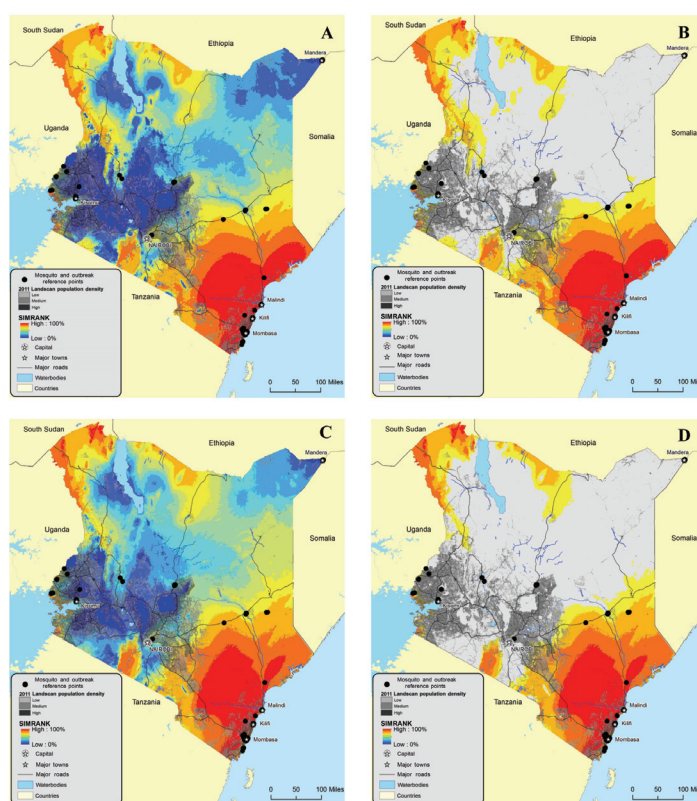 South Sudan
Ethiopia
A
Mandera
Uganda
Somalia
Kisumu
NAIROBI
Tanzania
Malindi
Kilifi
Mombasa
Mosquito and outbreak
reference points
2011 Landscan population density
Low
Medium
High
SIMRANK
High : 100%
Low : 0%
Capital
Major towns
Major roads
Waterbodies
Countries
0
100 Miles
South Sudan
Ethiopia
B
Mandera
Uganda
Somalia
NAIROBI
Tanzania
Malindi
Kilifi
Mombasa
Mosquito and outbreak
reference points
2011 Landscan population density
Low
Medium
High
SIMRANK
High : 100%
Low : 0%
Capital
Major towns
Major roads
Waterbodies
Countries
0
100 Miles
South Sudan
Ethiopia
C
Mandera
Uganda
Somalia
Kisumu
NAIROBI
Tanzania
Malindi
Kilifi
Mombasa
Mosquito and outbreak
reference points
2011 Landscan population density
Low
Medium
High
SIMRANK
High : 100%
Low : 0%
Capital
Major towns
Major roads
Waterbodies
Countries
0
100 Miles
South Sudan
Ethiopia
D
Mandera
Uganda
Somalia
NAIROBI
Tanzania
Malindi
Kilifi
Mombasa
Mosquito and outbreak
reference points
2011 Landscan population density
Low
Medium
High
SIMRANK
High : 100%
Low : 0%
Capital
Major towns
Major roads
Waterbodies
Countries
0
100 Mil